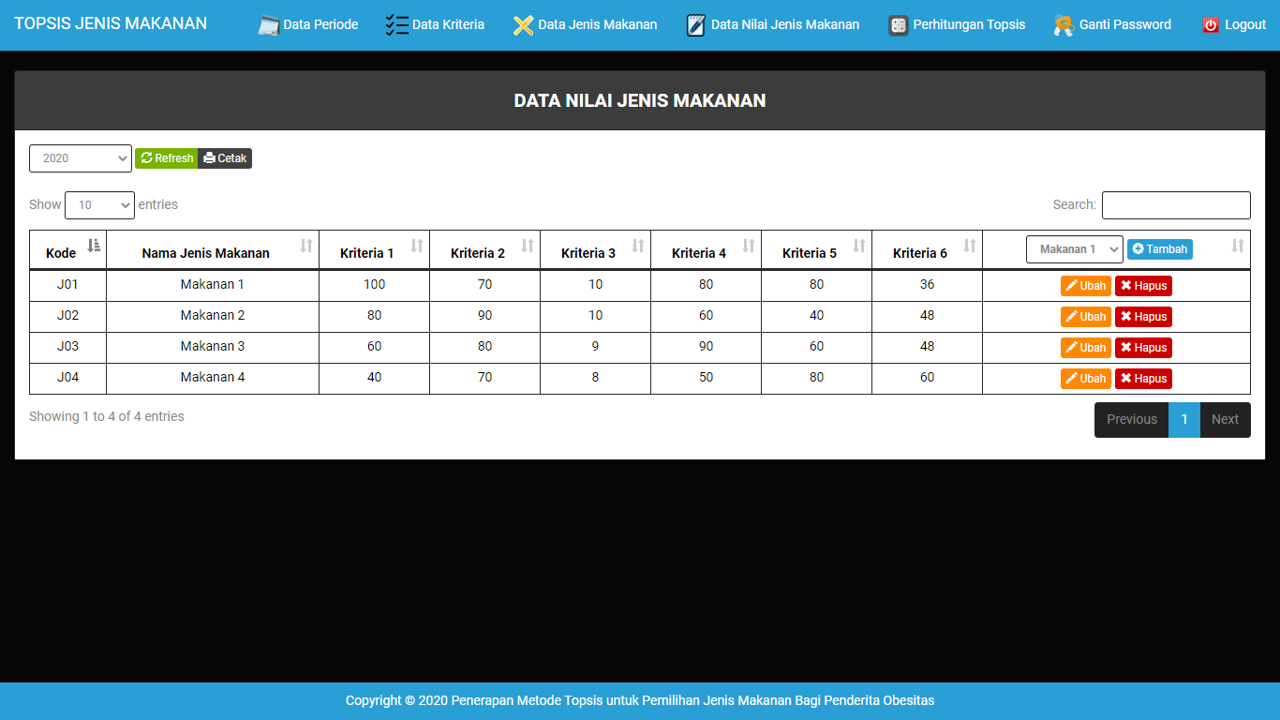 TOPSIS JENIS MAKANAN Data Periode Data Kriteria Data Jenis Makanan Data Nilai Jenis Makanan Perhitungan Topsis Ganti Password Logout
DATA NILAI JENIS MAKANAN
2020 Refresh Cetak
Show 10 entries Search:
Kode Nama Jenis Makanan Kriteria 1 Kriteria 2 Kriteria 3 Kriteria 4 Kriteria 5 Kriteria 6 Makanan 1 Tambah
J01 Makanan 1 100 70 10 80 80 36 Ubah Hapus
J02 Makanan 2 80 90 10 60 40 48 Ubah Hapus
J03 Makanan 3 60 80 9 90 60 48 Ubah Hapus
J04 Makanan 4 40 70 8 50 80 60 Ubah Hapus
Showing 1 to 4 of 4 entries Previous 1 Next
Copyright © 2020 Penerapan Metode Topsis untuk Pemilihan Jenis Makanan Bagi Penderita Obesitas